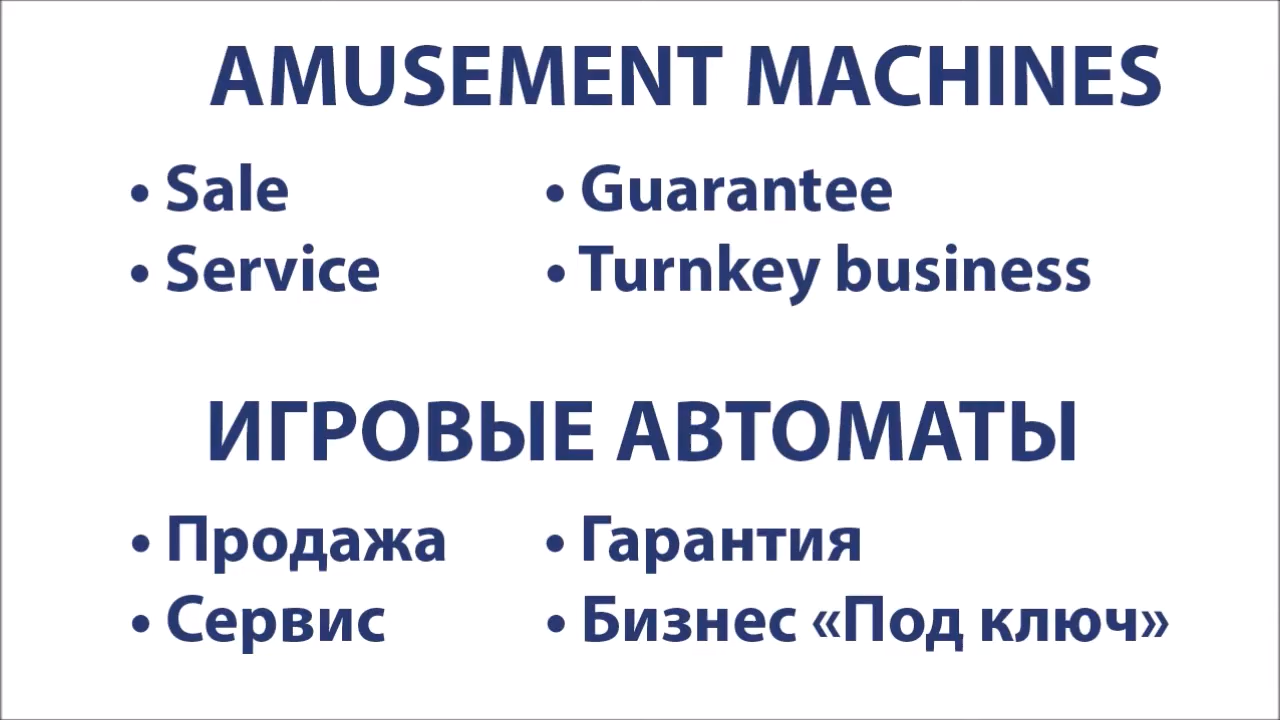 AMUSEMENT MACHINES
• Sale • Guarantee
• Service • Turnkey business
ИГРОВЫЕ АВТОМАТЫ
• Продажа • Гарантия
• Сервис • Бизнес «Под ключ»